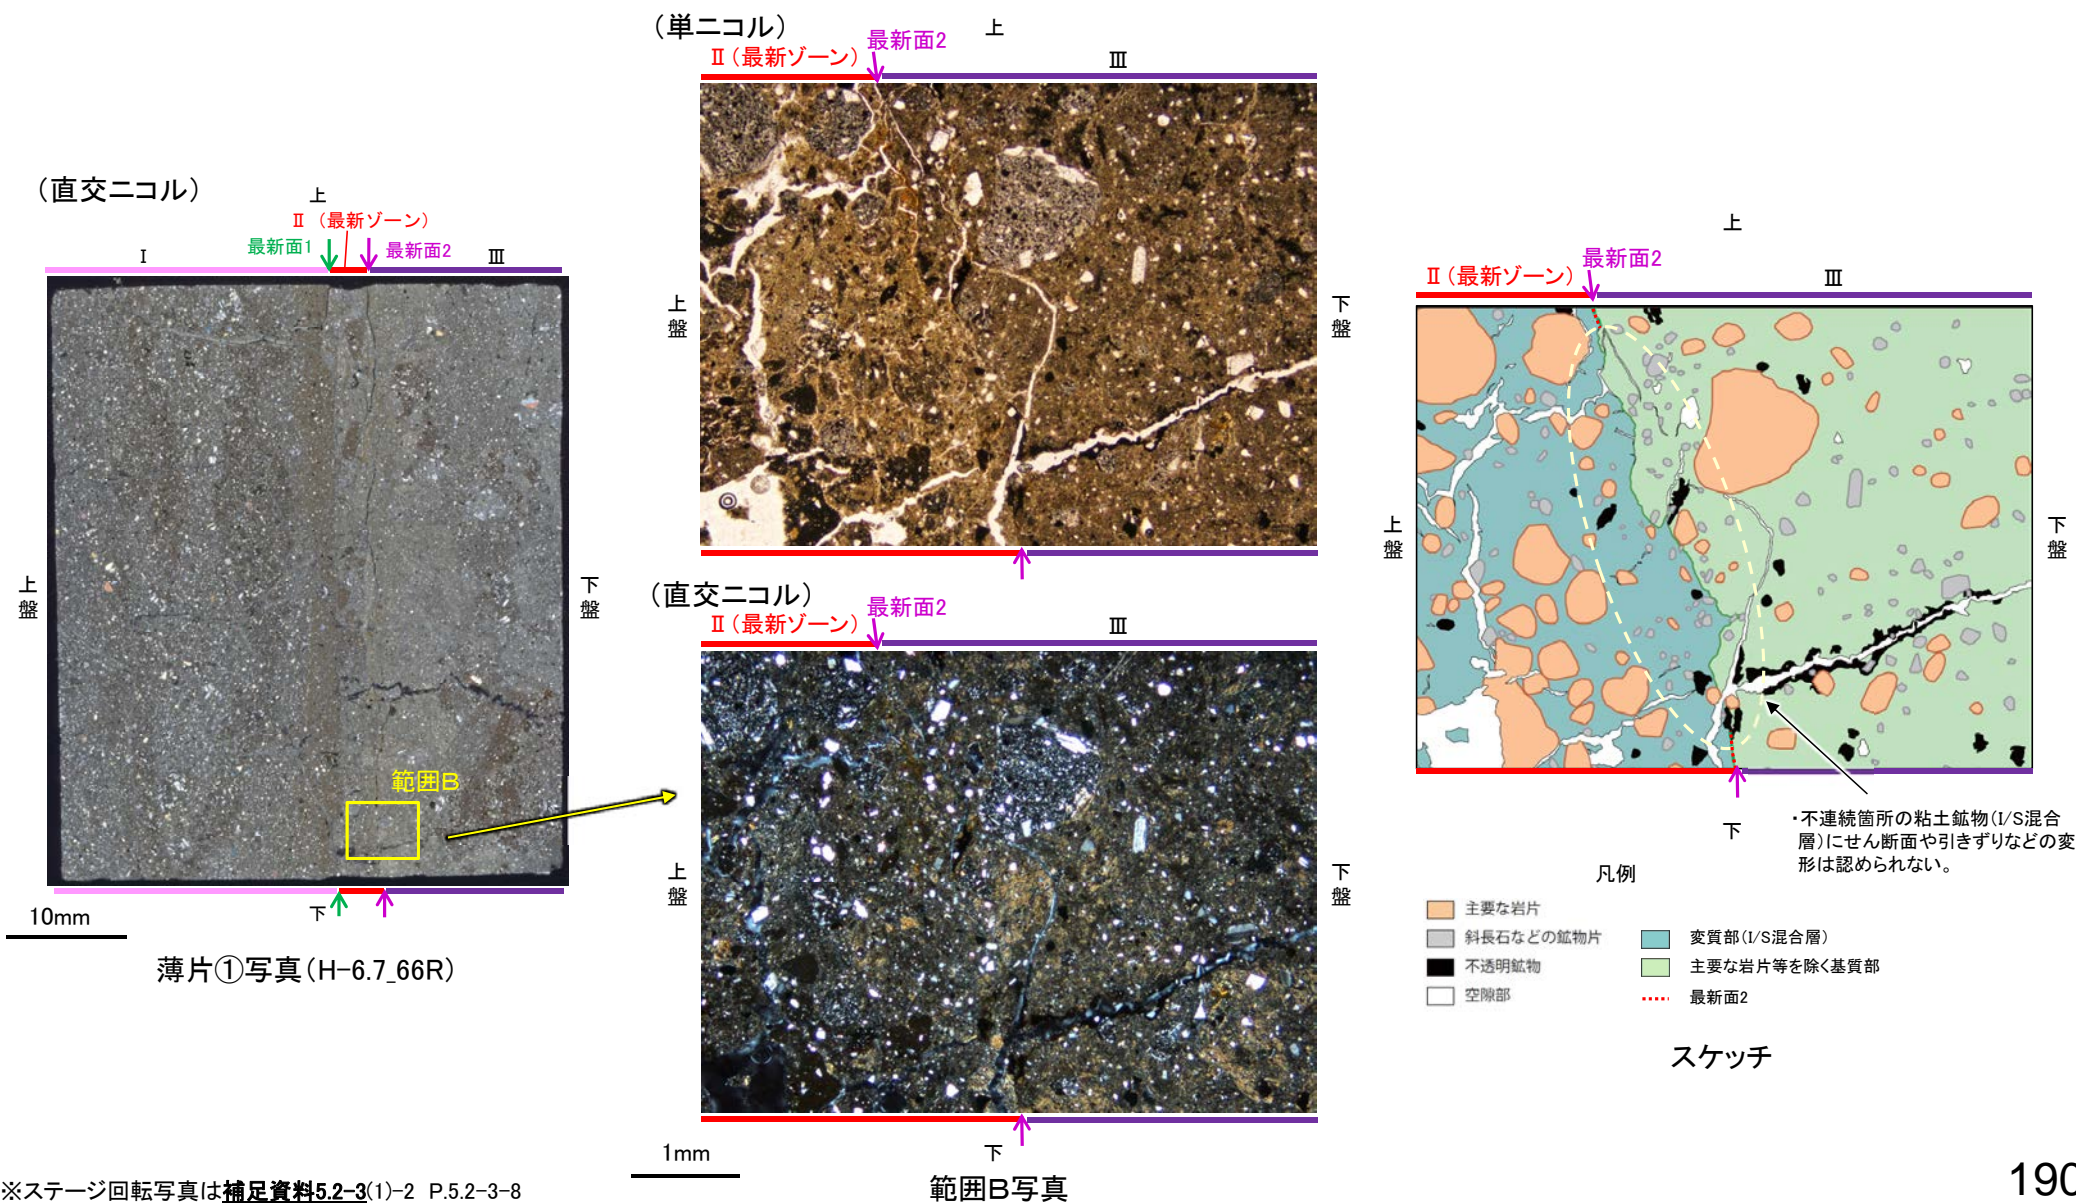 (直交ニコル)
上
Ⅱ (最新ゾーン)
最新面1
最新面2
Ⅰ
Ⅲ
上盤
下盤
範囲B
下
10mm
薄片①写真(H-6.7_66R)
(単ニコル)
上
最新面2
Ⅱ(最新ゾーン)
Ⅲ
上盤
下盤
(直交ニコル)
最新面2
Ⅱ(最新ゾーン)
Ⅲ
上盤
下盤
下
1mm
範囲B写真
上
最新面2
Ⅱ(最新ゾーン)
Ⅲ
上盤
下盤
下
・不連続箇所の粘土鉱物(I/S混合
層)にせん断面や引きずりなどの変
形は認められない。
凡例
主要な岩片
斜長石などの鉱物片
不透明鉱物
空隙部
変質部(I/S混合層)
主要な岩片等を除く基質部
最新面2
スケッチ
※ステージ回転写真は補足資料5.2-3(1)-2 P.5.2-3-8
190